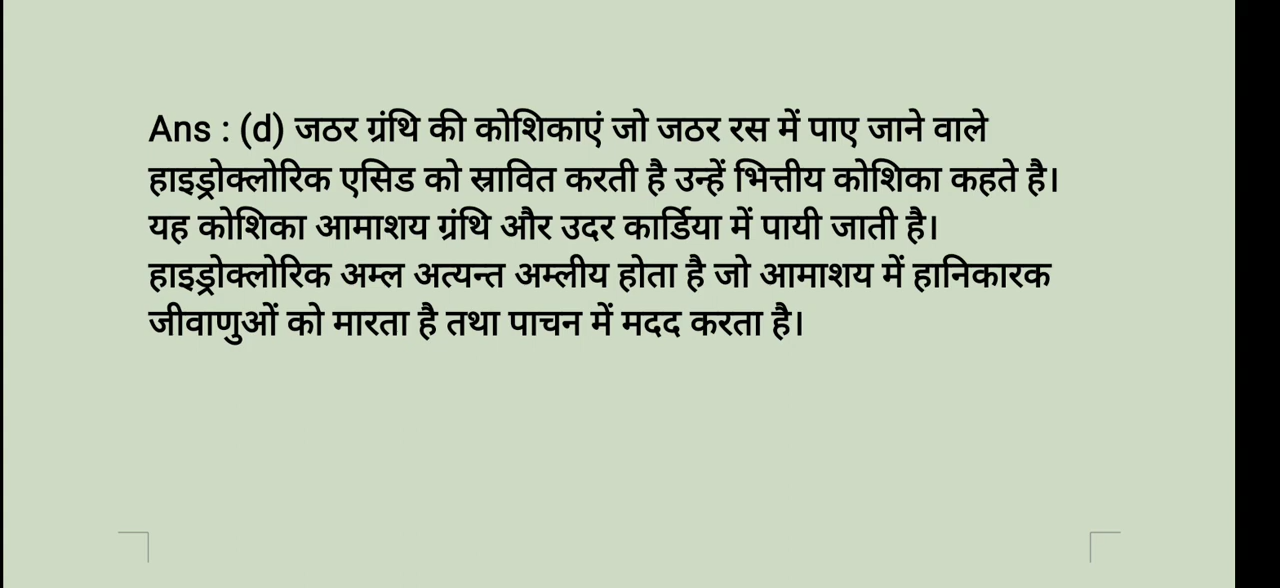 Ans : (d) जठर ग्रंथि की कोशिकाएं जो जठर रस में पाए जाने वाले
हाइड्रोक्लोरिक एसिड को स्रावित करती है उन्हें भित्तीय कोशिका कहते है।
यह कोशिका आमाशय ग्रंथि और उदर कार्डिया में पायी जाती है।
हाइड्रोक्लोरिक अम्ल अत्यन्त अम्लीय होता है जो आमाशय में हानिकारक
जीवाणुओं को मारता है तथा पाचन में मदद करता है।